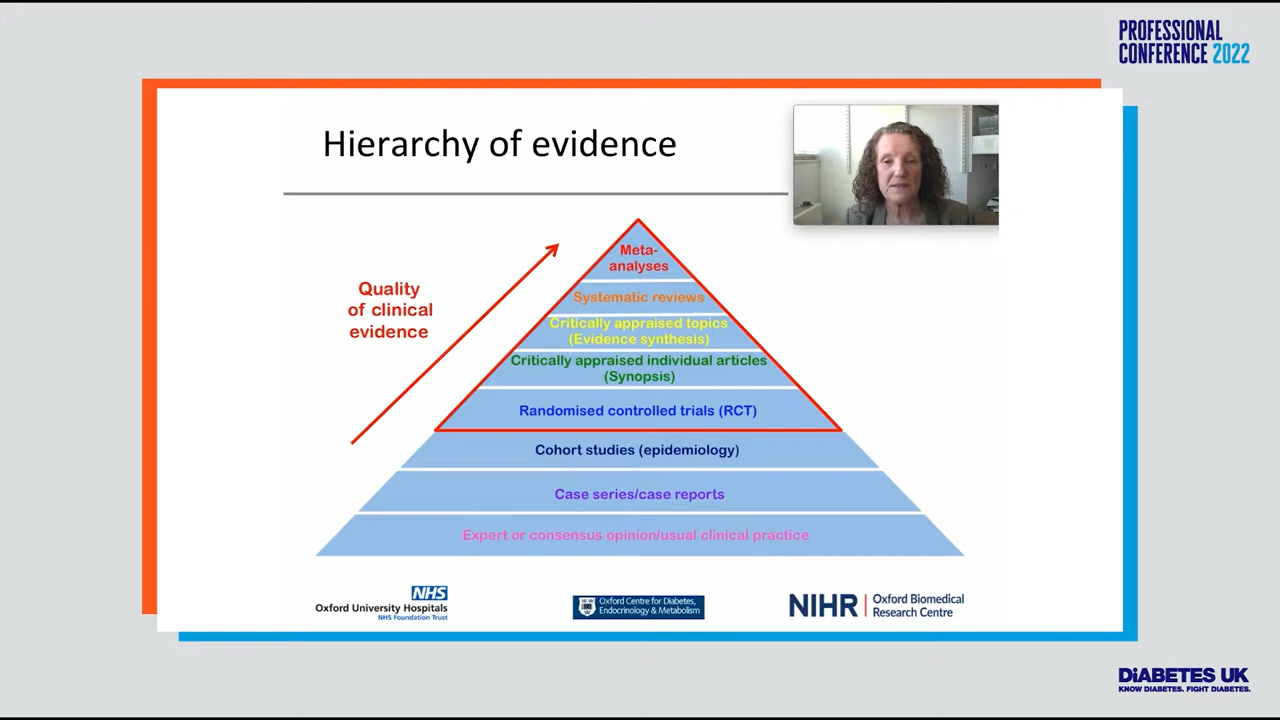 PROFESSIONAL
CONFERENCE 2022
Hierarchy of evidence
Quality
of clinical
evidence
Meta-
analyses
Systematic reviews
Critically appraised topics
(Evidence synthesis)
Critically appraised individual articles
(Synopsis)
Randomised controlled trials (RCT)
Cohort studies (epidemiology)
Case series/case reports
Expert or consensus opinion/usual clinical practice
NHS
Oxford University Hospitals
NHS Foundation Trust
Oxford Centre for Diabetes,
Endocrinology & Metabolism
NIHR | Oxford Biomedical
Research Centre
DiABETES UK
KNOW DIABETES. FIGHT DIABETES.